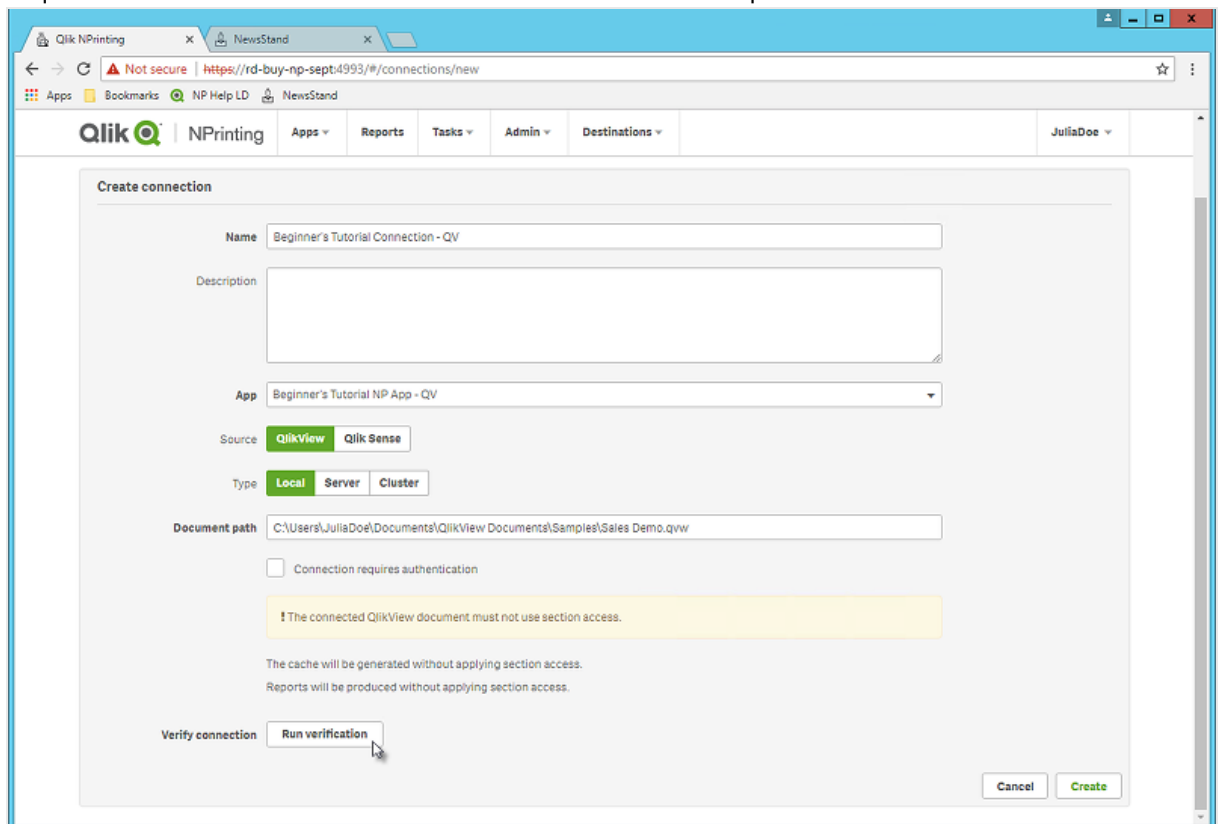 Qlik NPrinting
NewsStand
Not secure | https://rd-buy-np-sept:4993/#/connections/new
Apps Bookmarks NP Help LD NewsStand
Qlik NPrinting Apps Reports Tasks Admin Destinations JuliaDoe
Create connection
Name Beginner's Tutorial Connection - QV
Description
App Beginner's Tutorial NP App - QV
Source QlikView Qlik Sense
Type Local Server Cluster
Document path C:\Users\JuliaDoe\Documents\QlikView Documents\Samples\Sales Demo.qvw
Connection requires authentication
! The connected QlikView document must not use section access.
The cache will be generated without applying section access.
Reports will be produced without applying section access.
Verify connection Run verification
Cancel Create